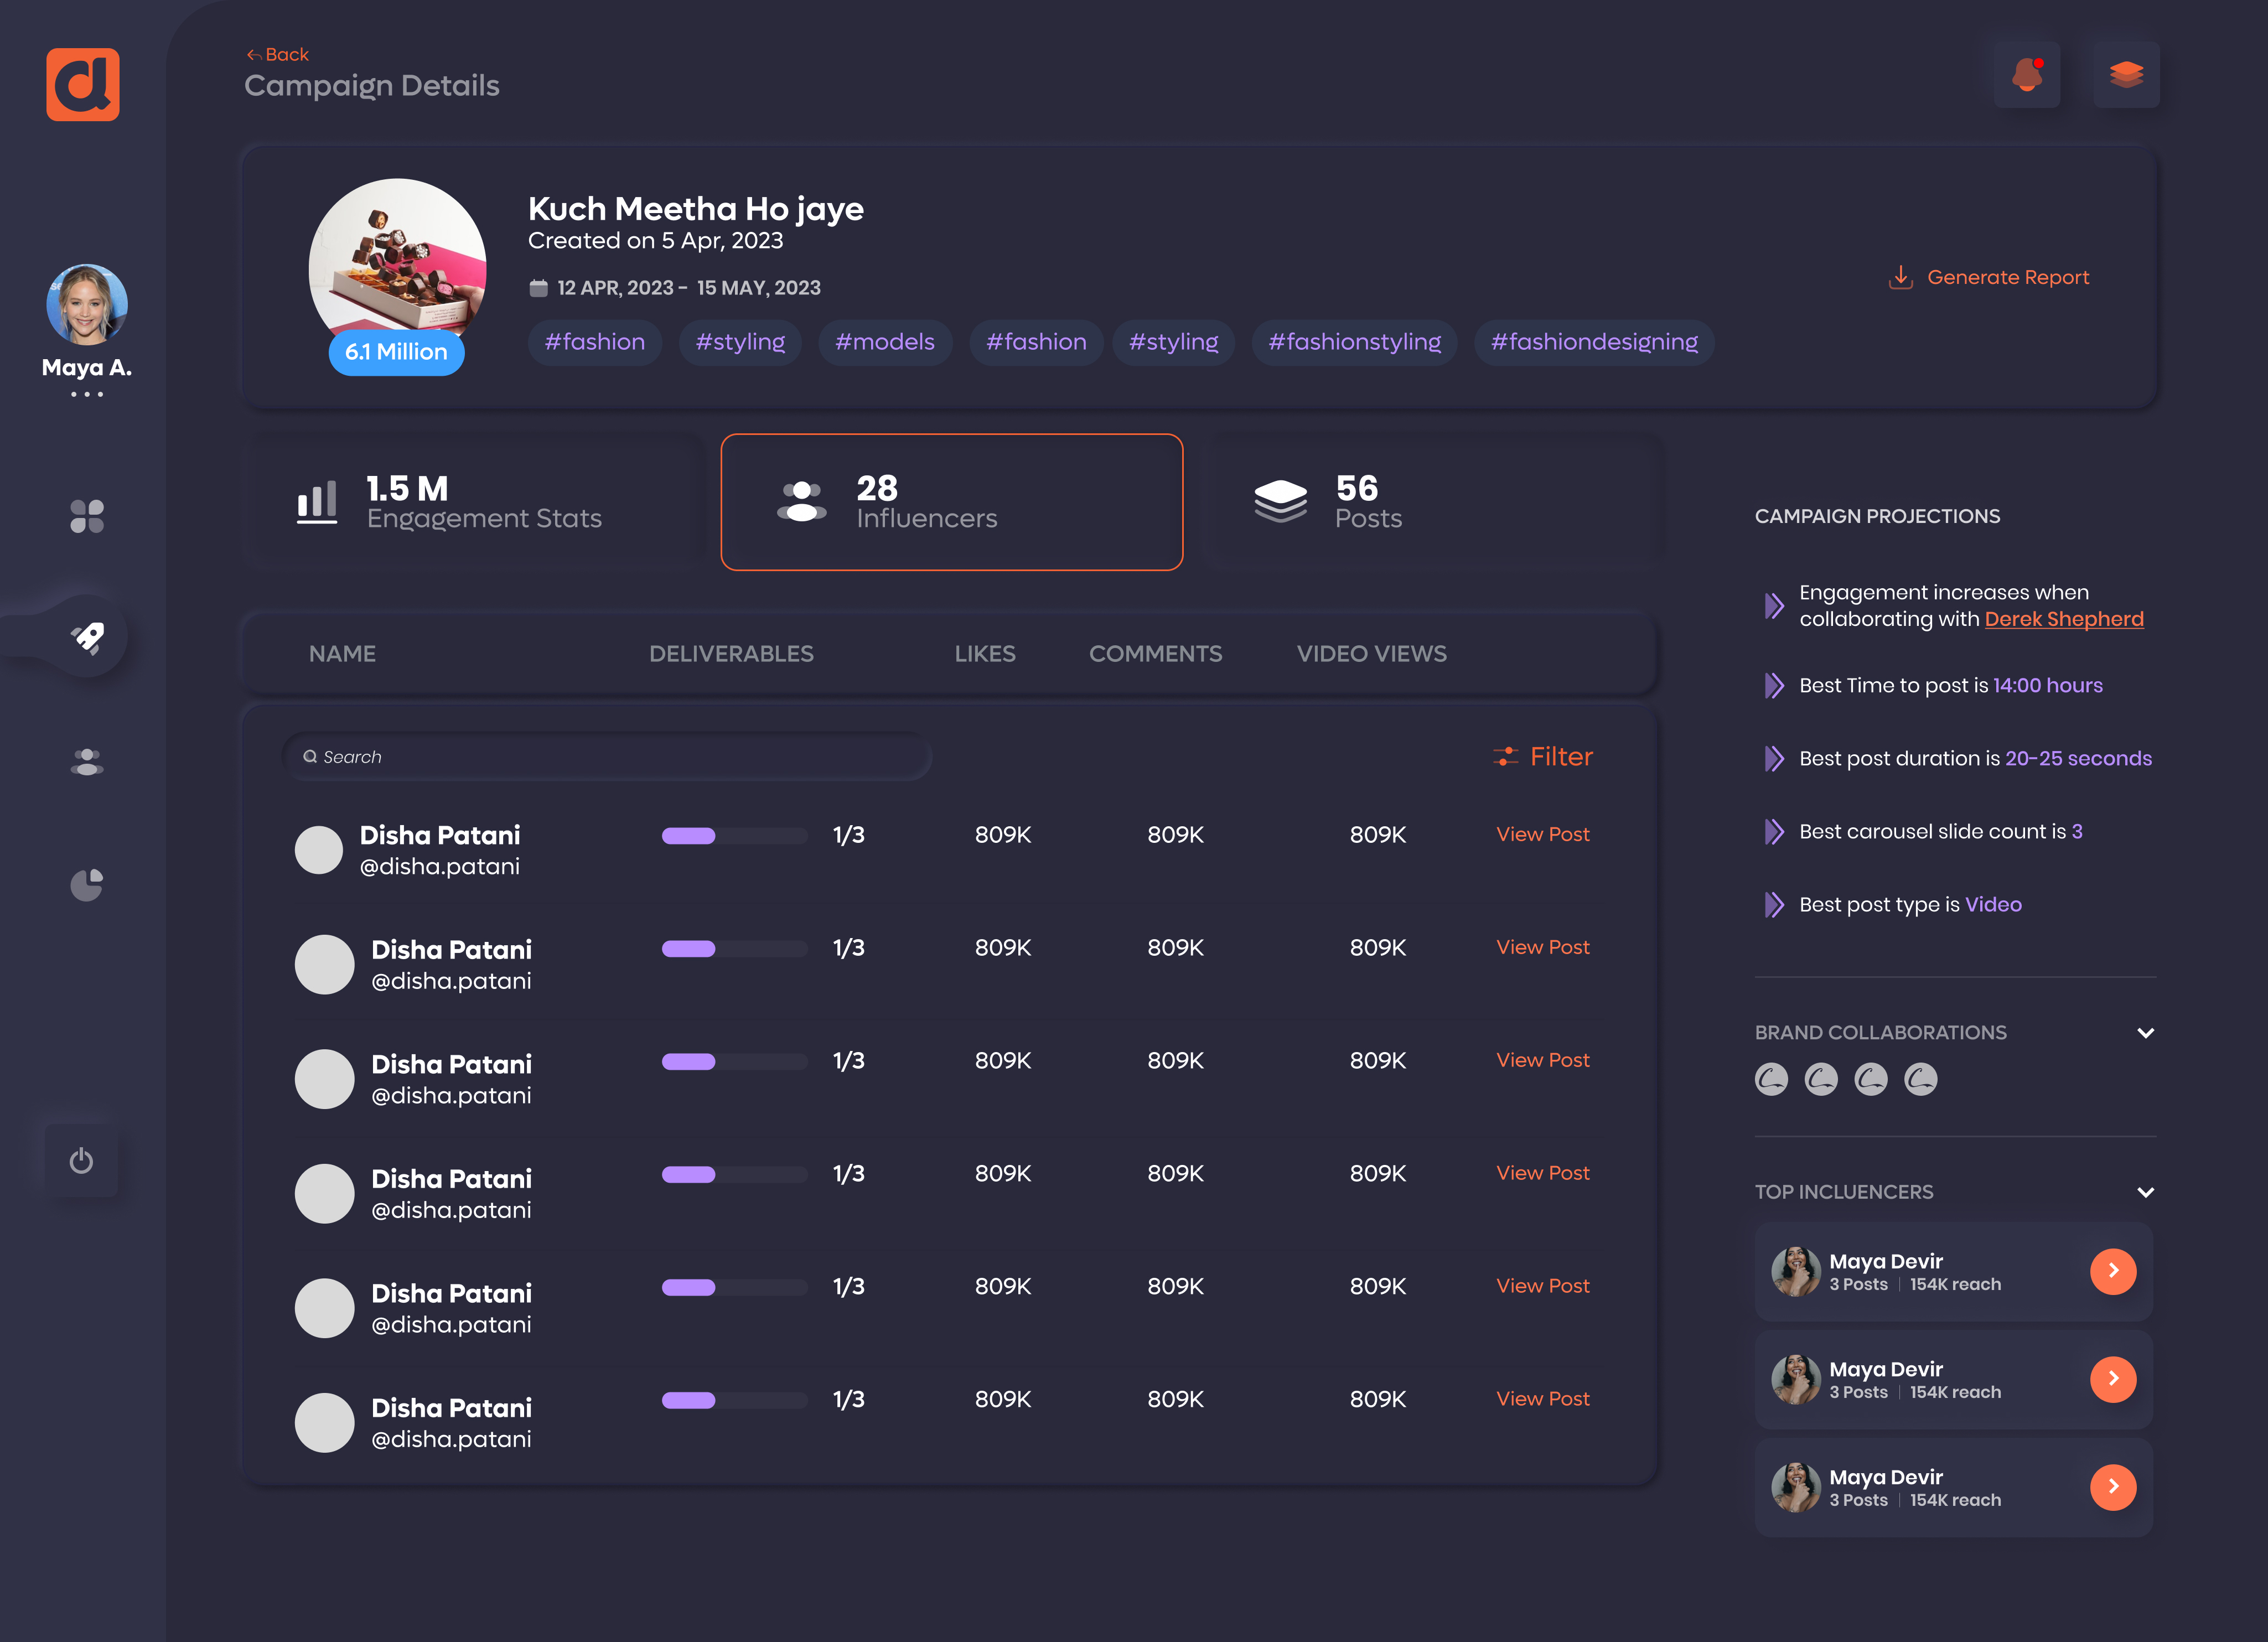 Back
Campaign Details
Maya A.
Kuch Meetha Ho jaye
Created on 5 Apr, 2023
12 APR, 2023 - 15 MAY, 2023
6.1 Million
#fashion #styling #models #fashion #styling #fashionstyling #fashiondesigning
Generate Report
1.5 M
Engagement Stats
28
Influencers
56
Posts
NAME DELIVERABLES LIKES COMMENTS VIDEO VIEWS
Search
Filter
Disha Patani 1/3 809K 809K 809K View Post
@disha.patani
Disha Patani 1/3 809K 809K 809K View Post
@disha.patani
Disha Patani 1/3 809K 809K 809K View Post
@disha.patani
Disha Patani 1/3 809K 809K 809K View Post
@disha.patani
Disha Patani 1/3 809K 809K 809K View Post
@disha.patani
Disha Patani 1/3 809K 809K 809K View Post
@disha.patani
CAMPAIGN PROJECTIONS
Engagement increases when
collaborating with Derek Shepherd
Best Time to post is 14:00 hours
Best post duration is 20-25 seconds
Best carousel slide count is 3
Best post type is Video
BRAND COLLABORATIONS
TOP INCLUENCERS
Maya Devir
3 Posts | 154K reach
Maya Devir
3 Posts | 154K reach
Maya Devir
3 Posts | 154K reach